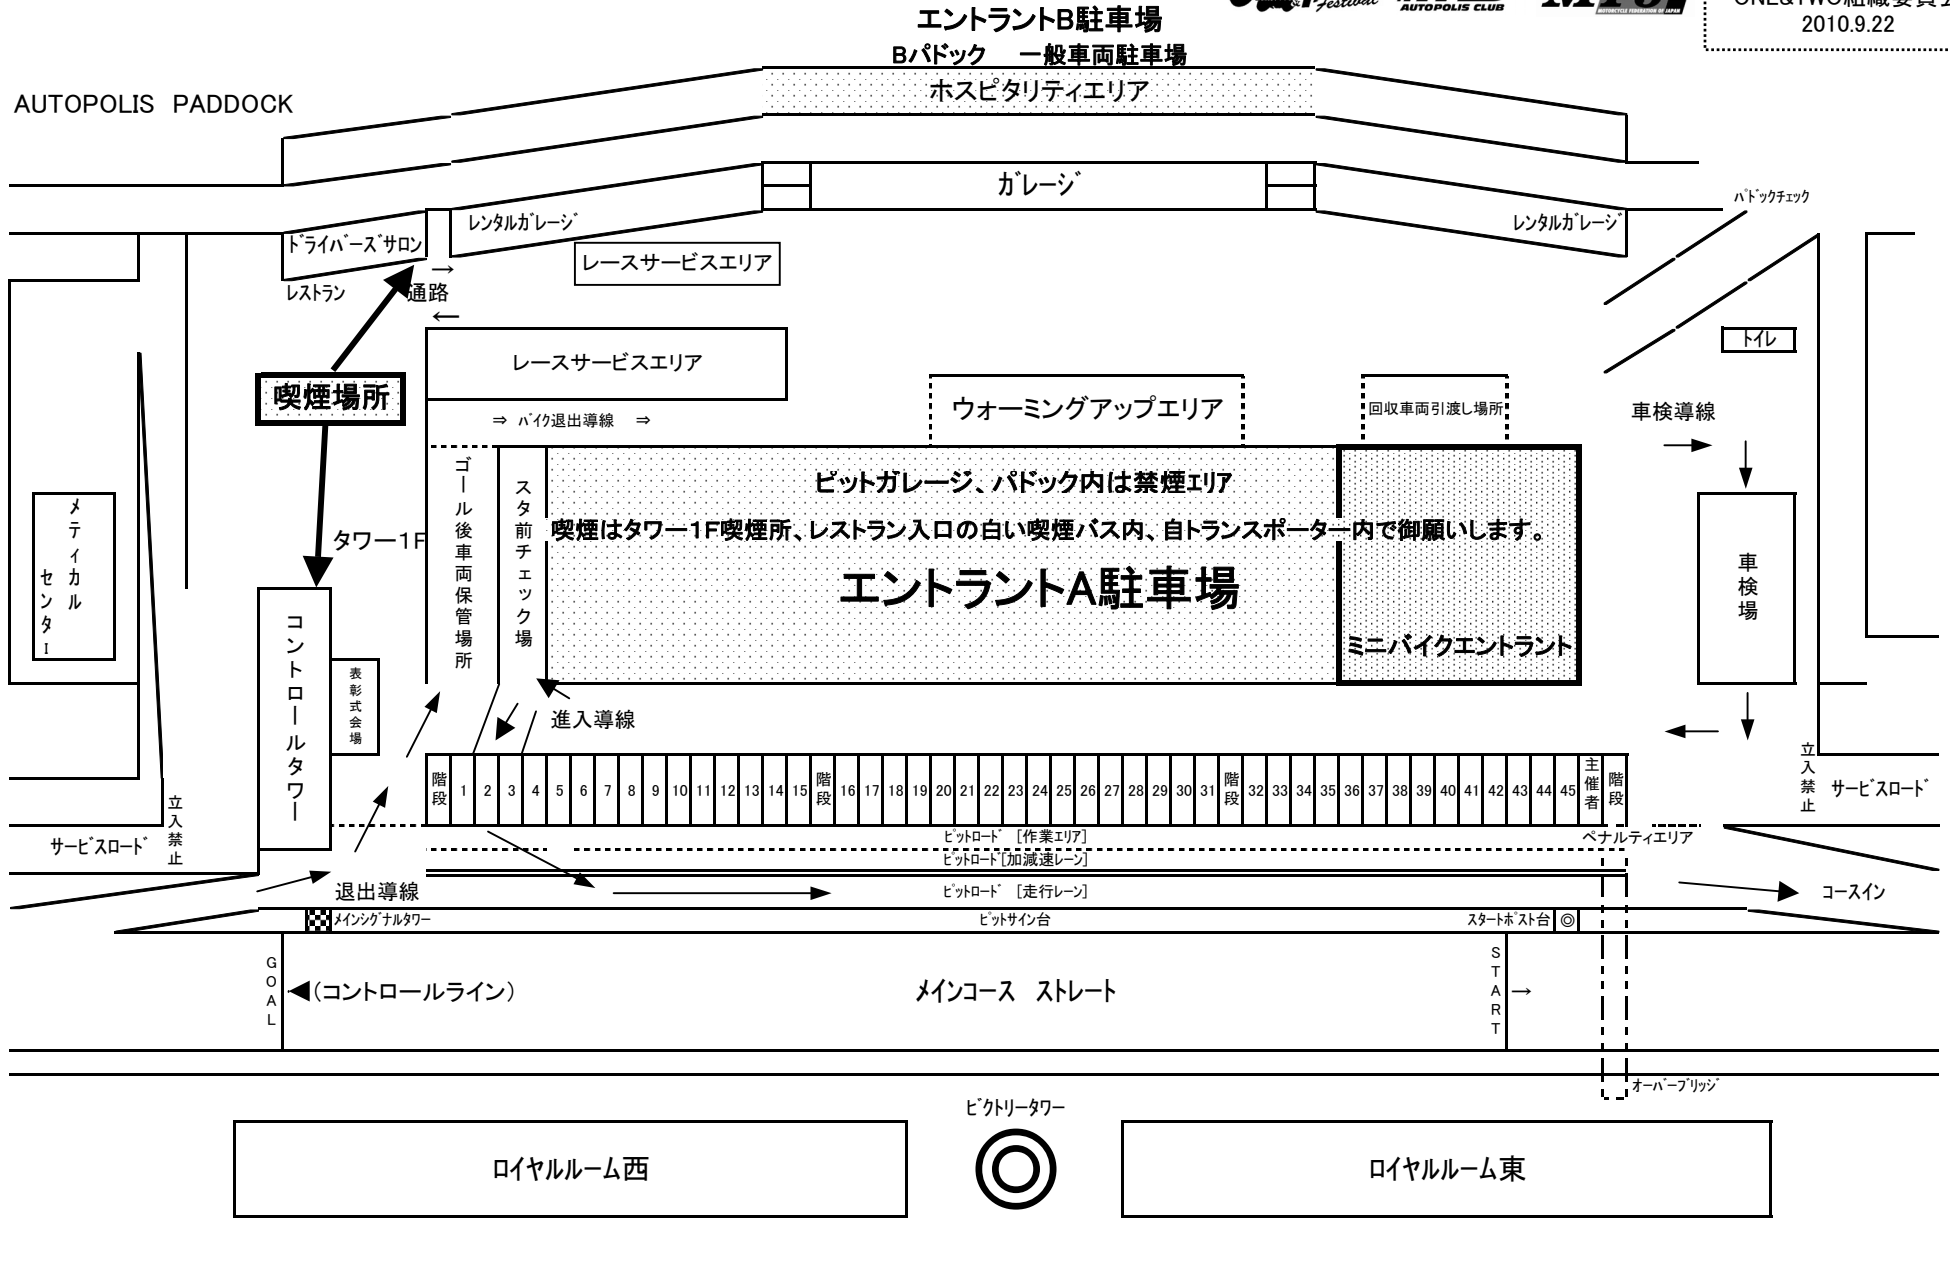 エントラントB駐車場
Festival
AUTOPOLIS CLUB
MOTORCYCLE FEDERATION OF JAPAN
2010.9.22
Bパドック　一般車両駐車場
ホスピタリティエリア
AUTOPOLIS PADDOCK
ガレージ
パドックチェック
レンタルガレージ
レンタルガレージ
ドライバーズサロン
レースサービスエリア
→
レストラン
通路
←
トイレ
レースサービスエリア
喫煙場所
ウォーミングアップエリア
回収車両引渡し場所
車検導線
⇒ バイク退出導線 ⇒
ゴール後車両保管場所
スタ前チェック場
ピットガレージ、パドック内は禁煙エリア
喫煙はタワー1F喫煙所、レストラン入口の白い喫煙バス内、自トランスポーター内で御願いします。
タワー1F
エントラントA駐車場
ミニバイクエントラント
メティカル
センターI
車検場
コントロールタワー
表彰式会場
進入導線
立入禁止
サービスロード
階段 1 2 3 4 5 6 7 8 9 10 11 12 13 14 15 階段 16 17 18 19 20 21 22 23 24 25 26 27 28 29 30 31 階段 32 33 34 35 36 37 38 39 40 41 42 43 44 45 主催者 階段
立入禁止
サービスロード
ピットロード [作業エリア]
ペナルティエリア
ピットロード[加減速レーン]
退出導線
ピットロード [走行レーン]
コースイン
メインシグナルタワー
ピットサイン台
スタートポスト台 ◎
GOAL
(コントロールライン)
メインコース ストレート
START
→
オーバーブリッジ
ビクトリータワー
ロイヤルルーム西
ロイヤルルーム東